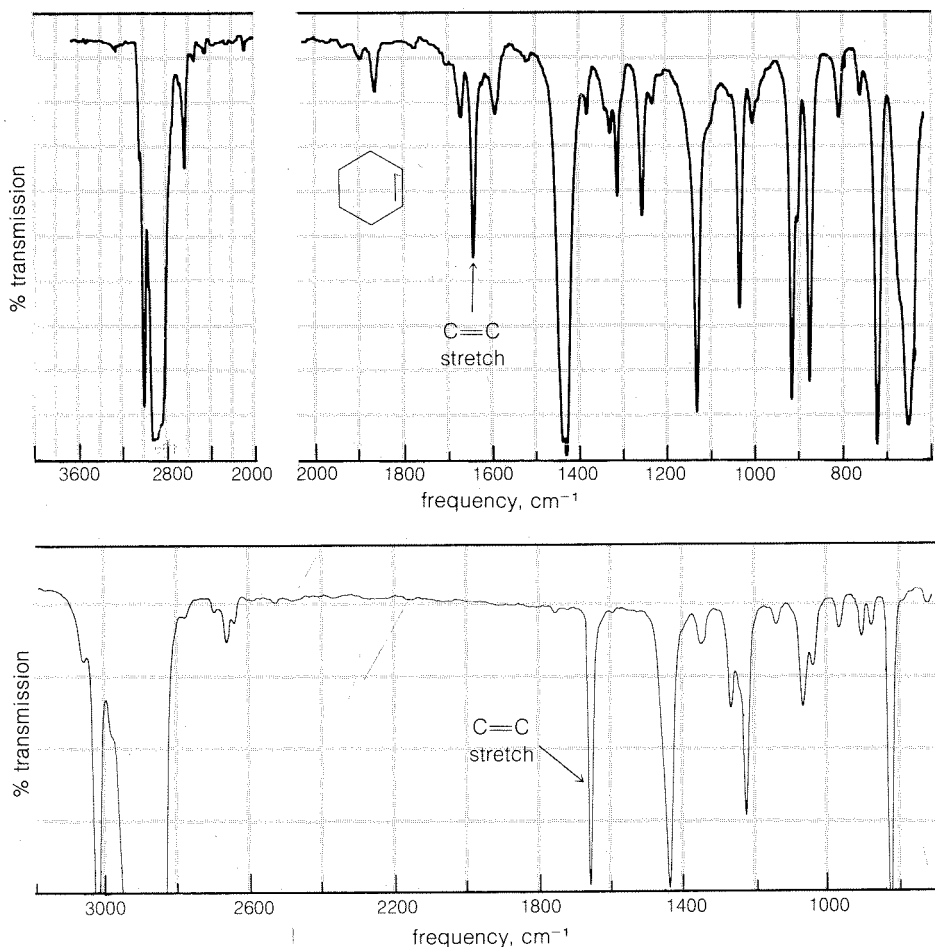 % transmission
C=C
stretch
3600
2800
2000
2000
1800
1600
1400
1200
1000
800
frequency, cm⁻¹
% transmission
C=C
stretch
3000
2600
2200
1800
1400
1000
frequency, cm⁻¹